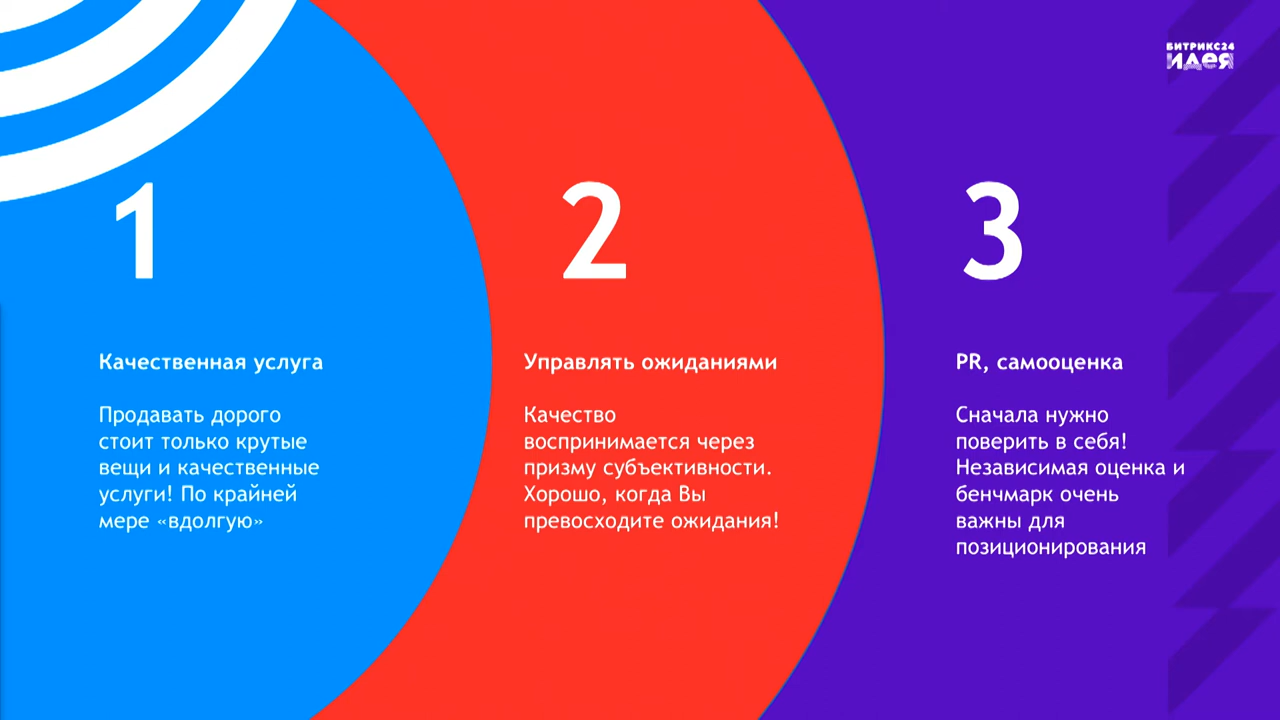 БИТРИКС24
идея
1
2
3
Качественная услуга
Продавать дорого
стоит только крутые
вещи и качественные
услуги! По крайней
мере «вдолгую»
Управлять ожиданиями
Качество
воспринимается через
призму субъективности.
Хорошо, когда Вы
превосходите ожидания!
PR, самооценка
Сначала нужно
поверить в себя!
Независимая оценка и
бенчмарк очень
важны для
позиционирования